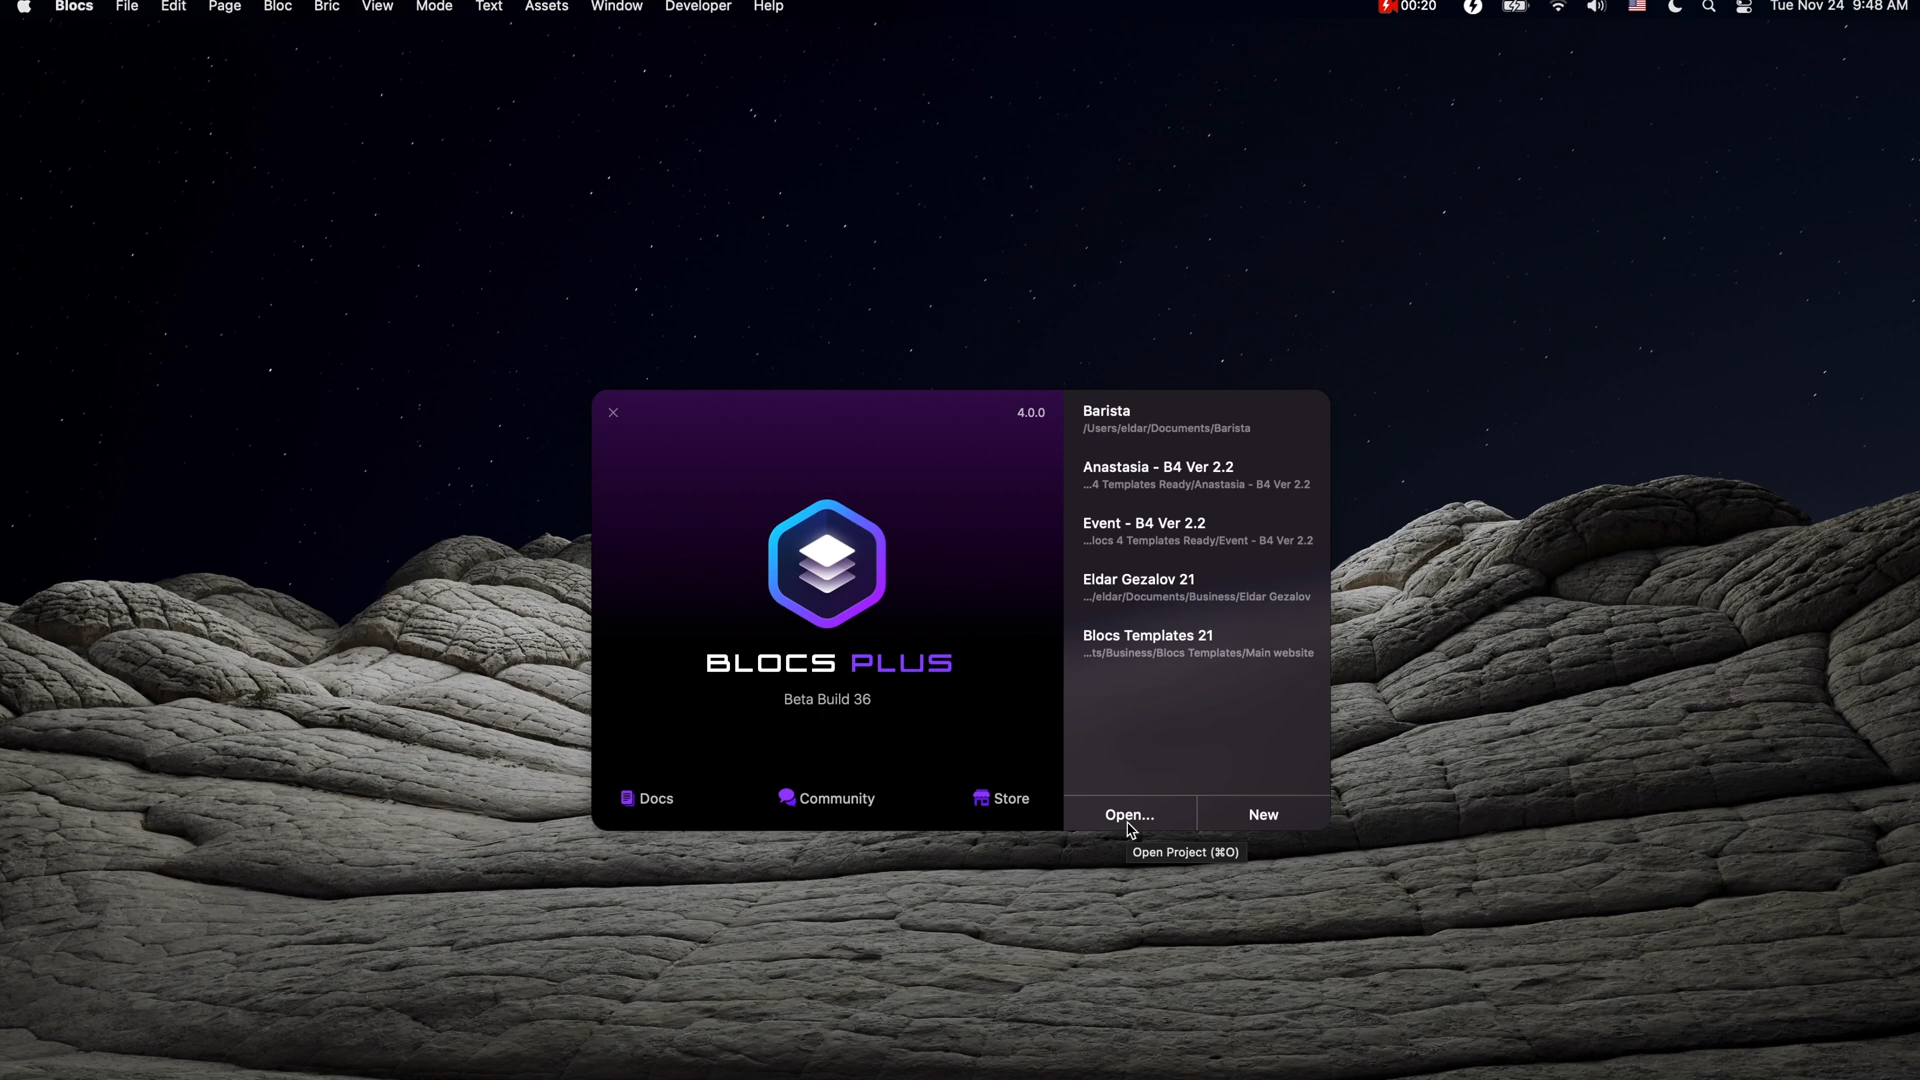 Blocs File Edit Page Bloc Bric View Mode Text Assets Window Developer Help 00:20 Tue Nov 24 9:48 AM
4.0.0
BLOCS PLUS
Beta Build 36
Docs Community Store
Barista
/Users/eldar/Documents/Barista
Anastasia - B4 Ver 2.2
...4 Templates Ready/Anastasia - B4 Ver 2.2
Event - B4 Ver 2.2
...locs 4 Templates Ready/Event - B4 Ver 2.2
Eldar Gezalov 21
.../eldar/Documents/Business/Eldar Gezalov
Blocs Templates 21
...ts/Business/Blocs Templates/Main website
Open... New
Open Project (⌘O)